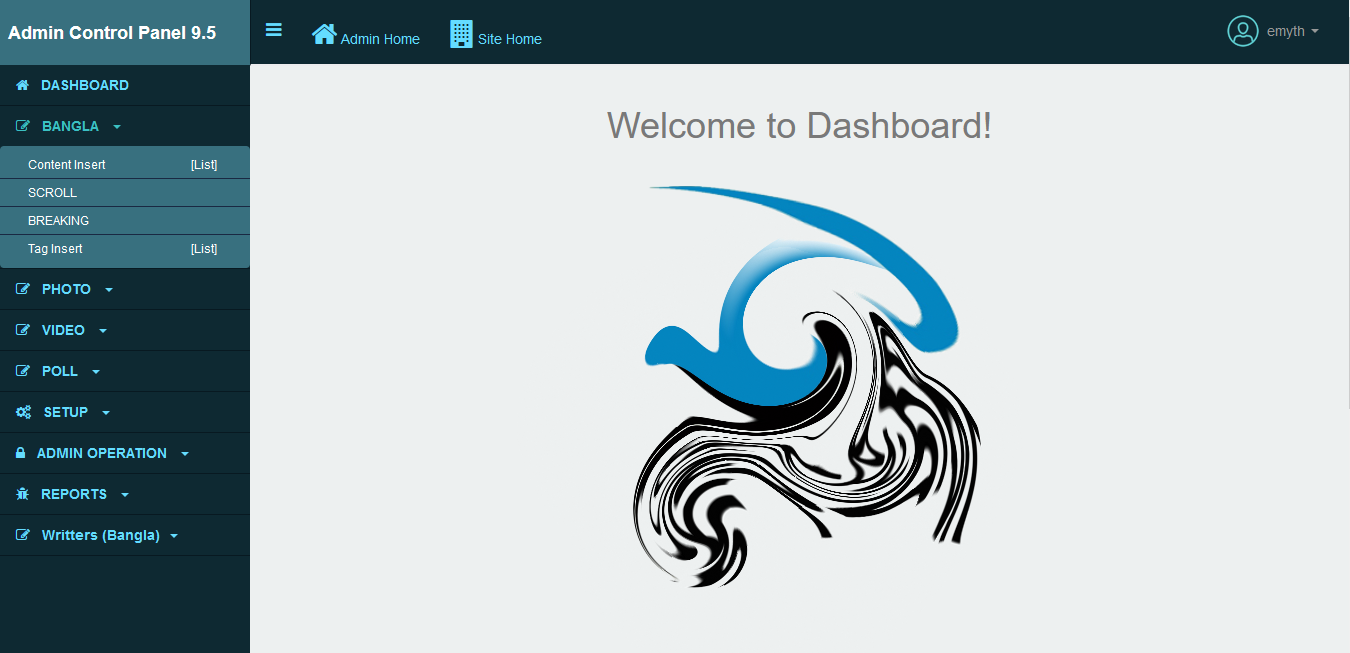 Admin Control Panel 9.5
Admin Home
Site Home
emyth
DASHBOARD
BANGLA
Content Insert [List]
SCROLL
BREAKING
Tag Insert [List]
PHOTO
VIDEO
POLL
SETUP
ADMIN OPERATION
REPORTS
Writters (Bangla)
Welcome to Dashboard!